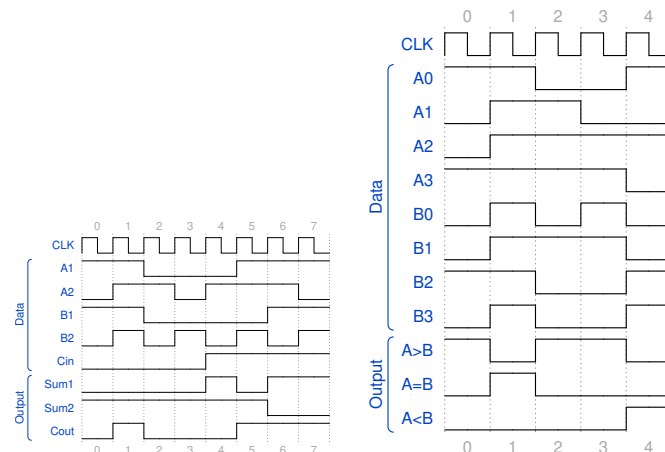 0 1 2 3 4 5 6 7
CLK
A1
A2
B1
B2
Cin
Sum1
Sum2
Cout
Data
Output
0 1 2 3 4 5 6 7
0 1 2 3 4
CLK
A0
A1
A2
A3
B0
B1
B2
B3
A>B
A=B
A<B
Data
Output
0 1 2 3 4